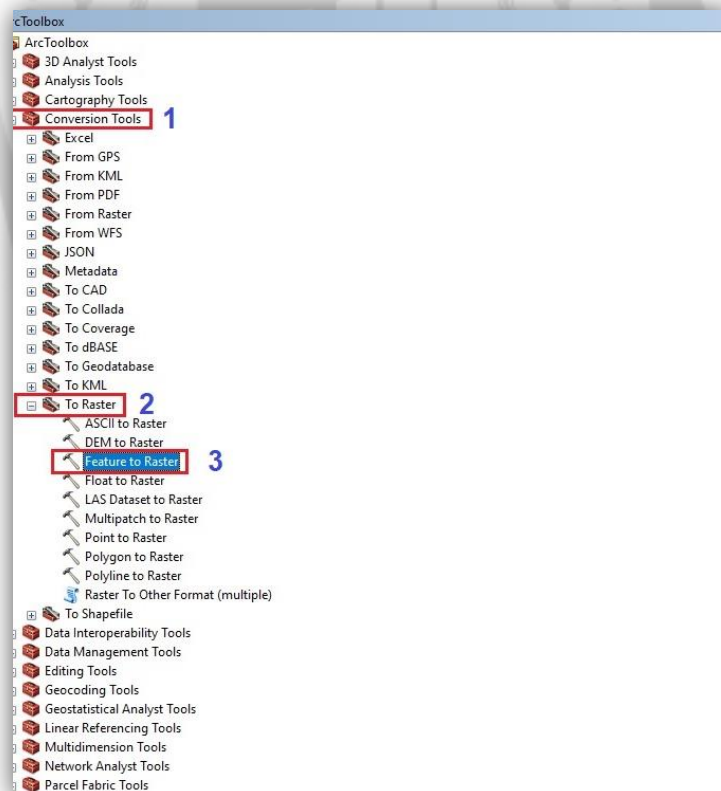 cToolbox
ArcToolbox
3D Analyst Tools
Analysis Tools
Cartography Tools
Conversion Tools 1
Excel
From GPS
From KML
From PDF
From Raster
From WFS
JSON
Metadata
To CAD
To Collada
To Coverage
To dBASE
To Geodatabase
To KML
To Raster 2
ASCII to Raster
DEM to Raster
Feature to Raster 3
Float to Raster
LAS Dataset to Raster
Multipatch to Raster
Point to Raster
Polygon to Raster
Polyline to Raster
Raster To Other Format (multiple)
To Shapefile
Data Interoperability Tools
Data Management Tools
Editing Tools
Geocoding Tools
Geostatistical Analyst Tools
Linear Referencing Tools
Multidimension Tools
Network Analyst Tools
Parcel Fabric Tools